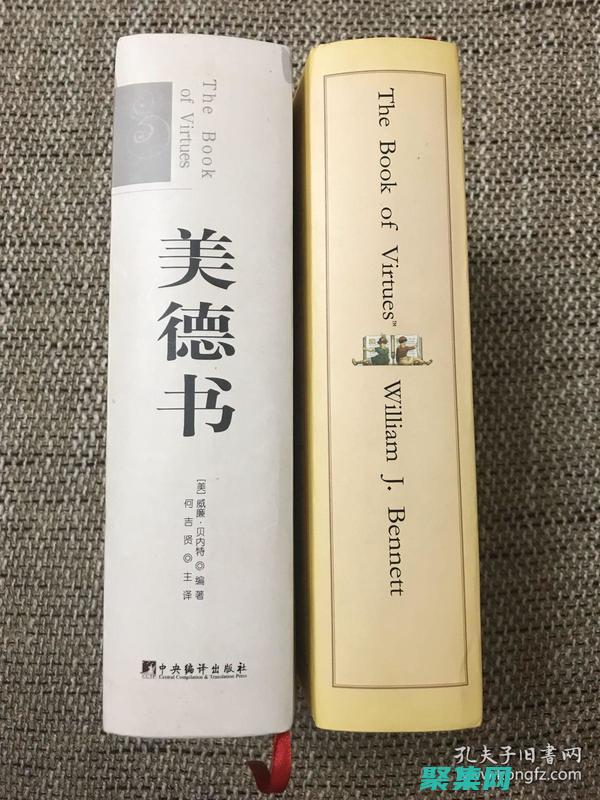 The Book
of Virtues
美德书
[美]威廉·贝内特◎编著
何吉贤◎主译
中央编译出版社
Central Compilation & Translation Press
The Book of Virtues™
William J. Bennett
孔夫子旧書网
聚集网